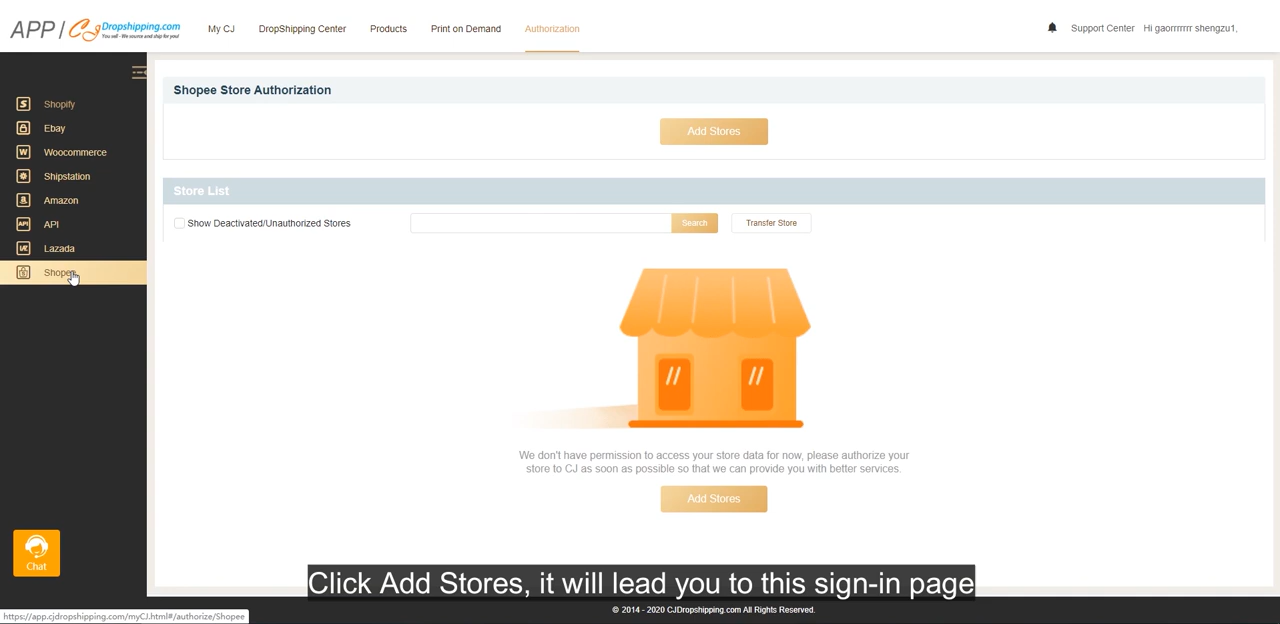 APP / CJ Dropshipping.com
You sell - We source and ship for you!
My CJ
DropShipping Center
Products
Print on Demand
Authorization
Support Center
Hi gaorrrrrrr shengzu1,
Shopify
Ebay
Woocommerce
Shipstation
Amazon
API
Lazada
Shopee
Shopee Store Authorization
Add Stores
Store List
Show Deactivated/Unauthorized Stores
Search
Transfer Store
We don't have permission to access your store data for now, please authorize your
store to CJ as soon as possible so that we can provide you with better services.
Add Stores
Chat
Click Add Stores, it will lead you to this sign-in page
© 2014 - 2020 CJDropshipping.com All Rights Reserved.
https://app.cjdropshipping.com/myCJ.html#/authorize/Shopee